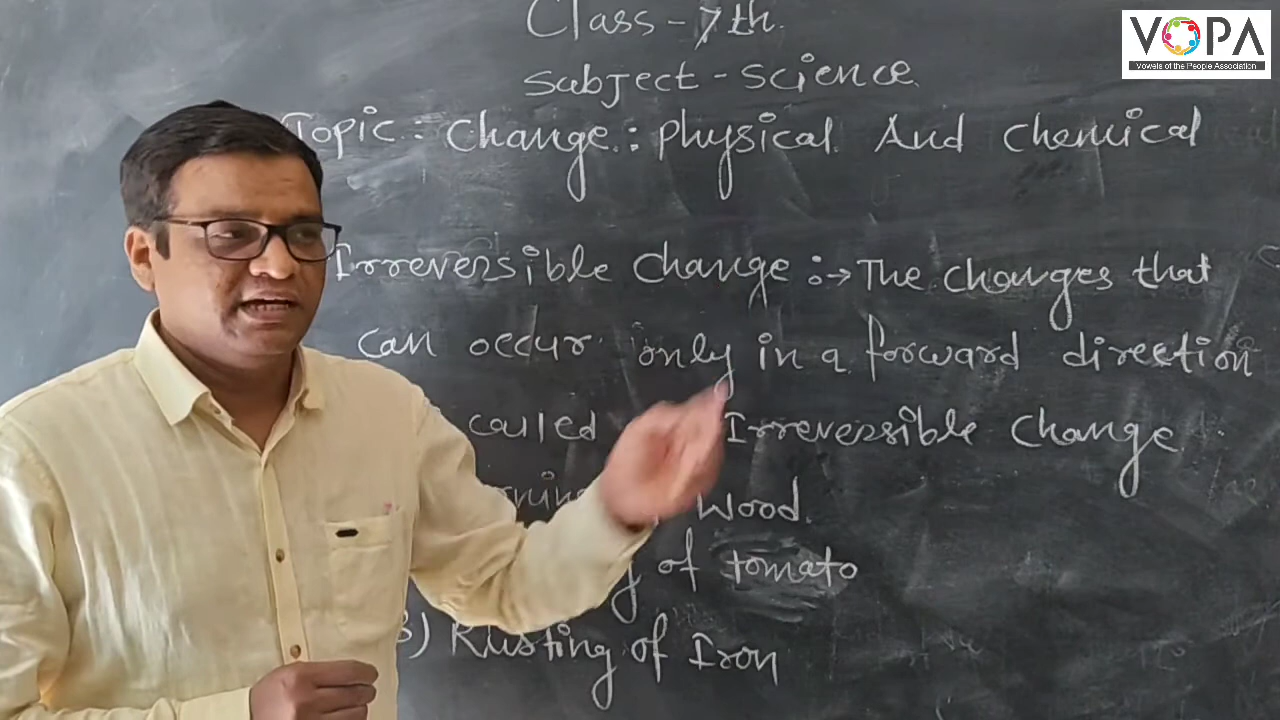 VOPA
Vowels of the People Association
Class - 7th.
Subject - Science
Topic : Change : Physical And Chemical
Irreversible Change :→ The changes that
can occur only in a forward direction
called Irreversible Change
Wood.
of tomato
3) Rusting of Iron